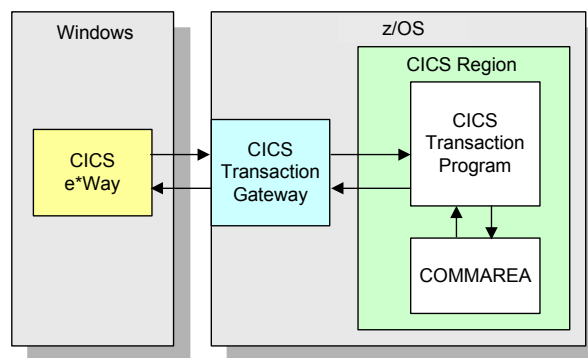 Windows
z/OS
CICS Region
CICS
e*Way
CICS
Transaction
Gateway
CICS
Transaction
Program
COMMAREA